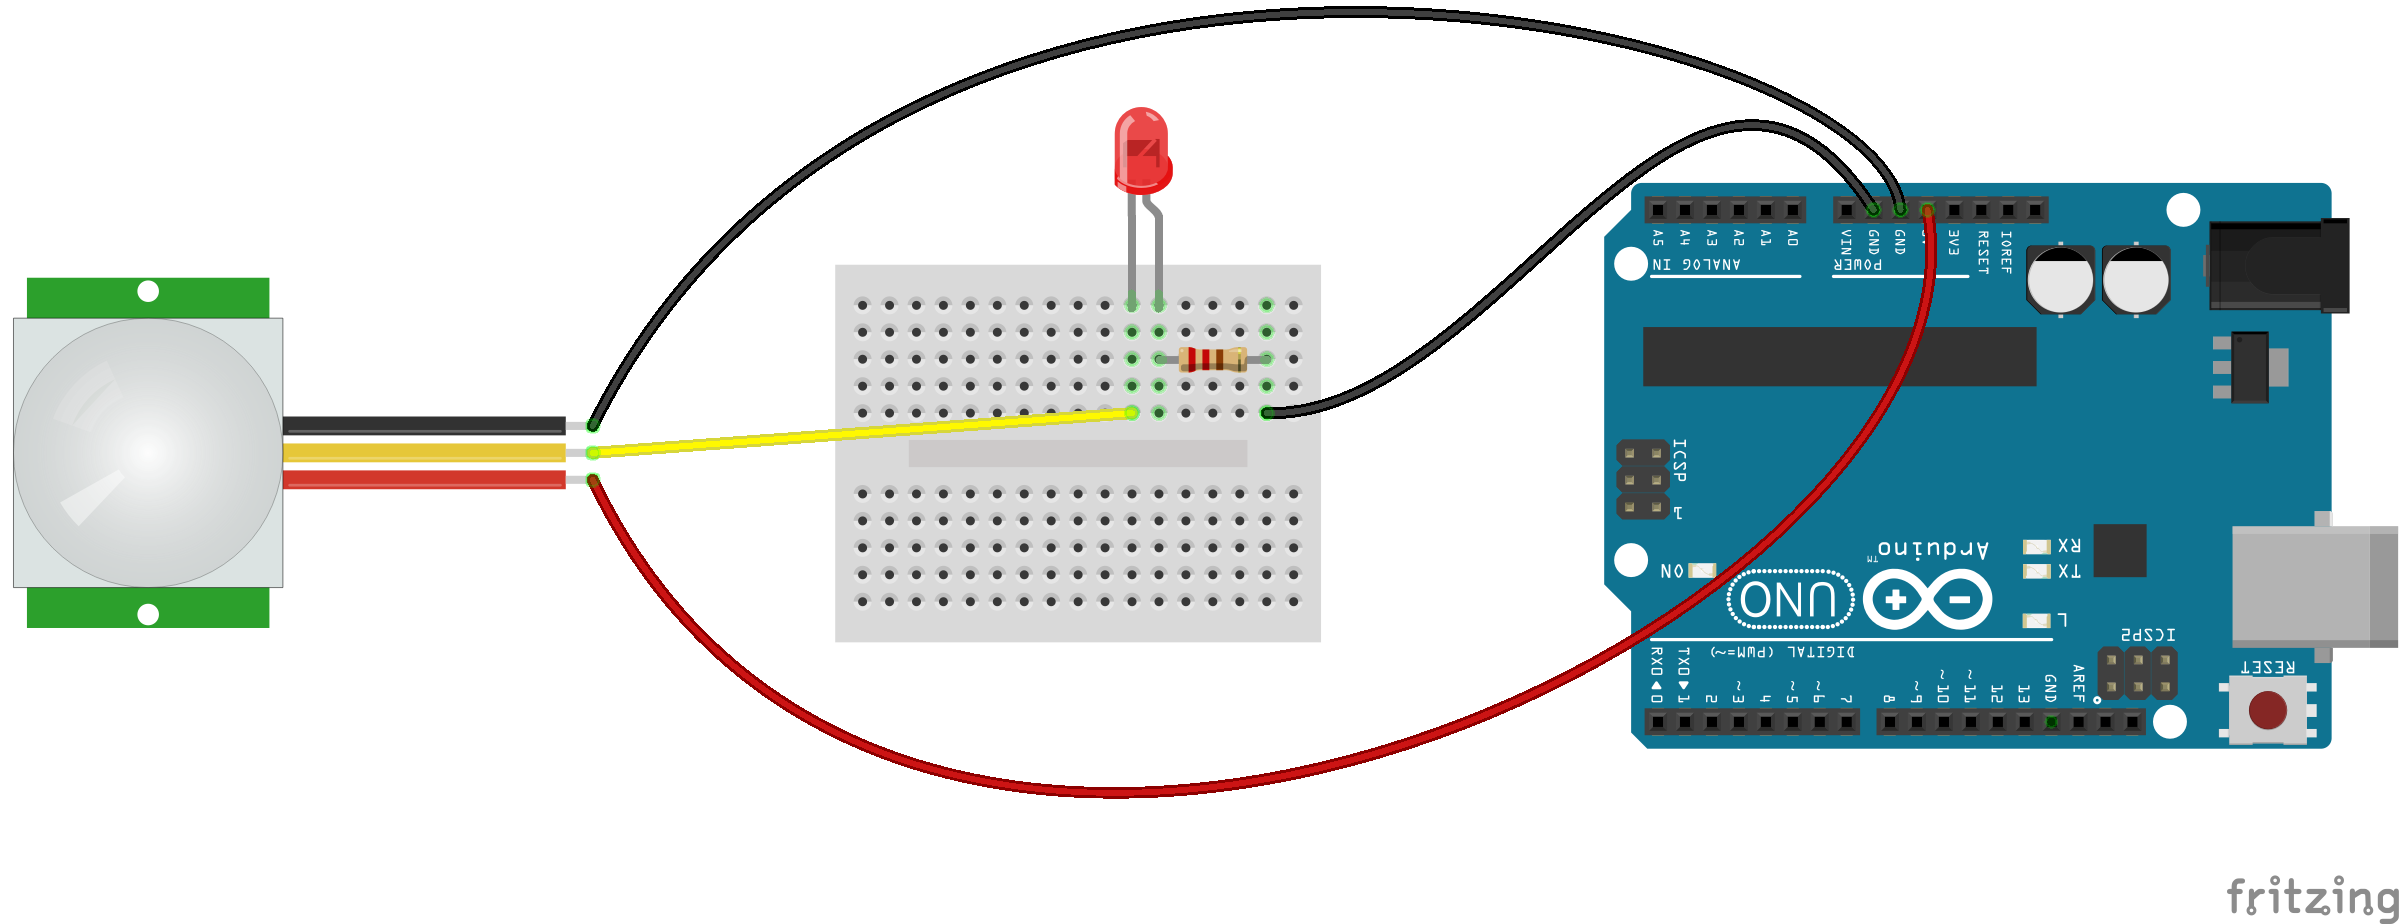 A5 A4 A3 A2 A1 A0
VIN GND GND 5V 3V3 RESET IOREF
ANALOG IN
POWER
ICSP
1
Arduino
TM
RX
TX
ON
UNO
L
ICSP2
DIGITAL (PWM=~)
RESET
RX0 0 TX0 1 2 ~3 4 ~5 ~6 7 8 ~9 ~10 ~11 12 13 GND AREF
fritzing